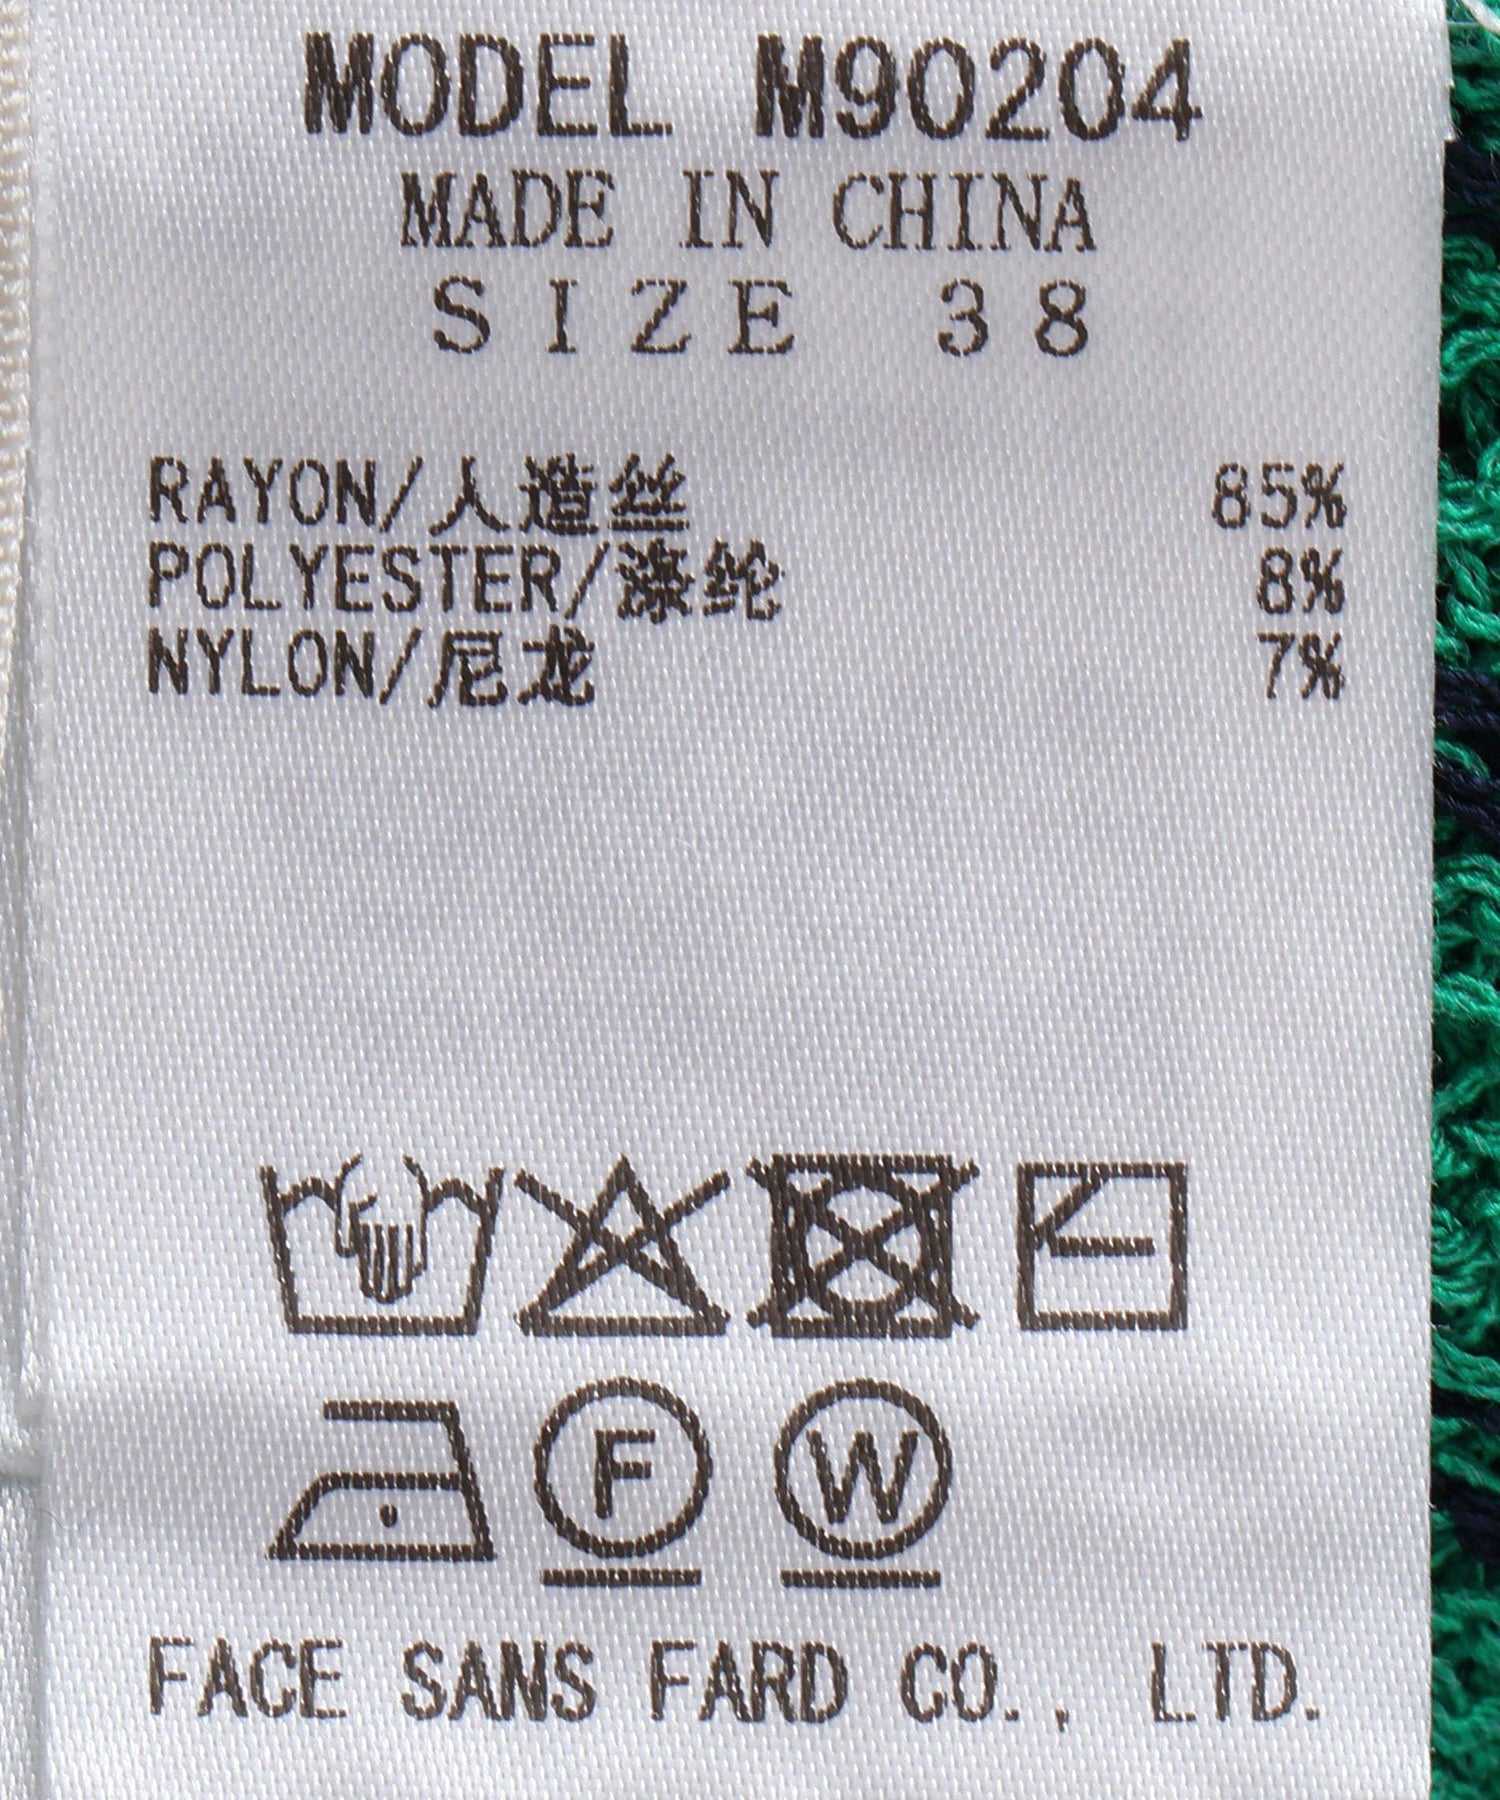 MODEL M90204
MADE IN CHINA
SIZE 38
RAYON/人造丝 85%
POLYESTER/涤纶 8%
NYLON/尼龙 7%
F W
FACE SANS FARD CO., LTD.